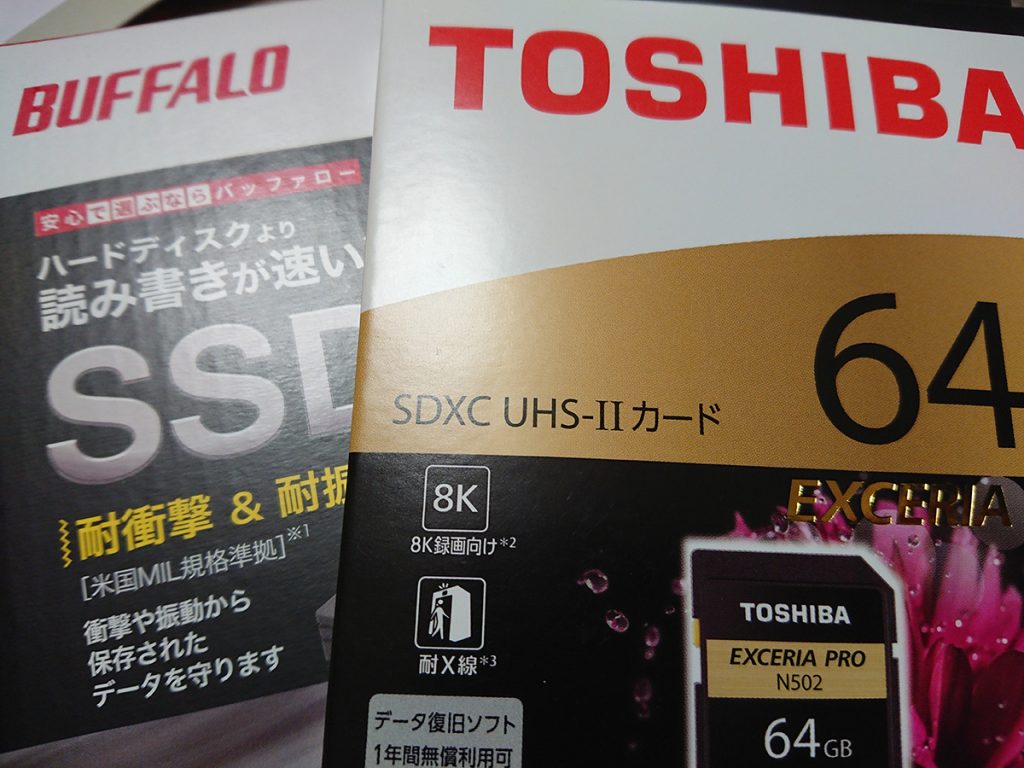 BUFFALO
安心で選ぶならバッファロー
ハードディスクより
読み書きが速い
SSD
耐衝撃 & 耐振
[米国MIL規格準拠]※1
衝撃や振動から
保存された
データを守ります
TOSHIBA
64
SDXC UHS-II カード
EXCERIA
8K
8K録画向け*2
耐X線*3
データ復旧ソフト
1年間無償利用可
TOSHIBA
EXCERIA PRO
N502
64GB